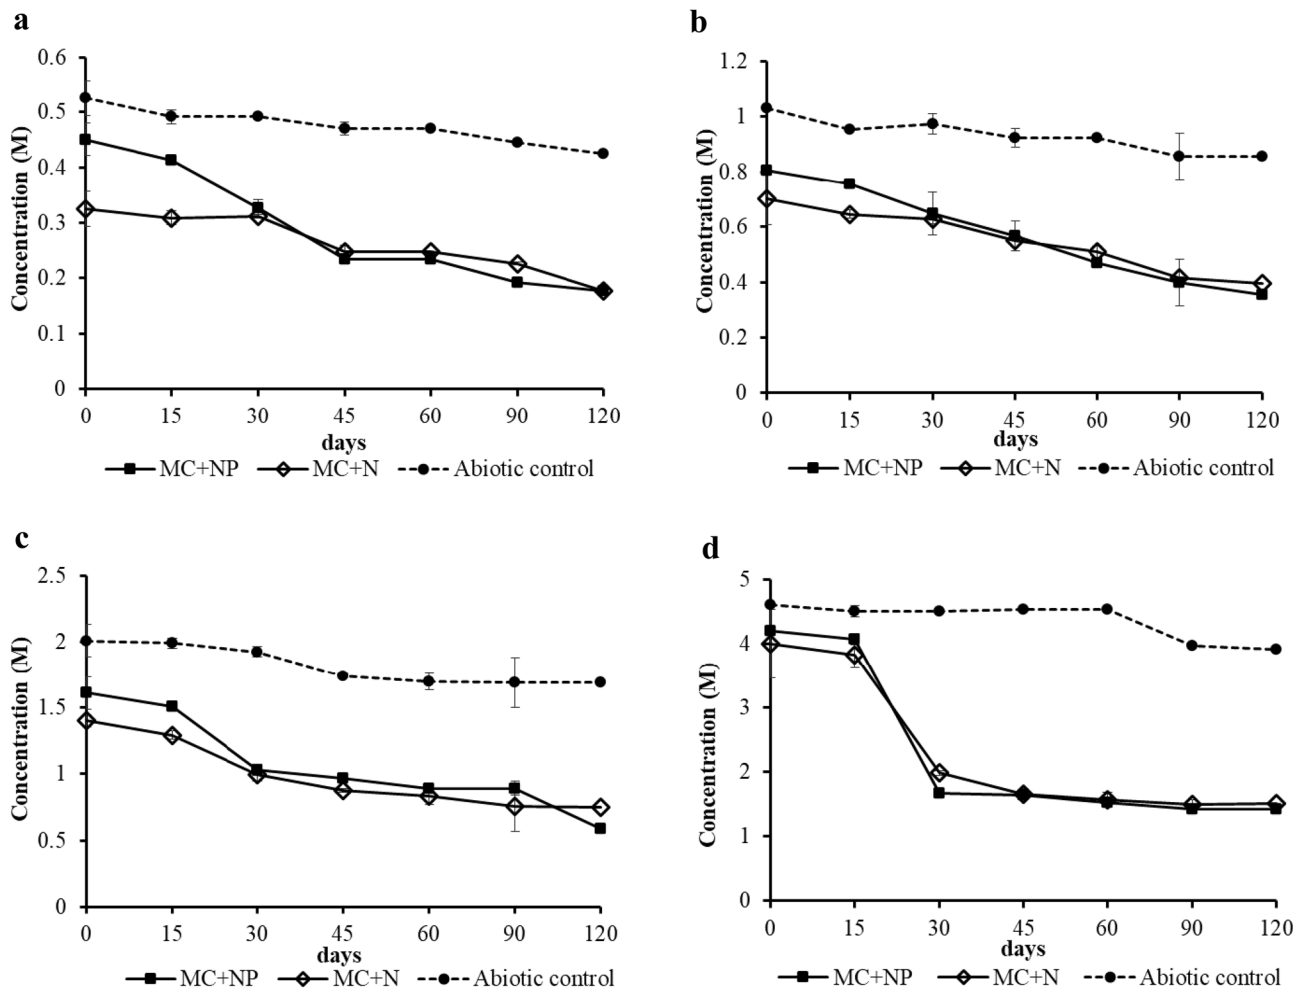 a
0.6
0.5
0.4
0.3
0.2
0.1
0
Concentration (M)
0 15 30 45 60 90 120
days
MC+NP MC+N Abiotic control
b
1.2
1
0.8
0.6
0.4
0.2
0
Concentration (M)
0 15 30 45 60 90 120
days
MC+NP MC+N Abiotic control
c
2.5
2
1.5
1
0.5
0
Concentration (M)
0 15 30 45 60 90 120
days
MC+NP MC+N Abiotic control
d
5
4
3
2
1
0
Concentration (M)
0 15 30 45 60 90 120
days
MC+NP MC+N Abiotic control